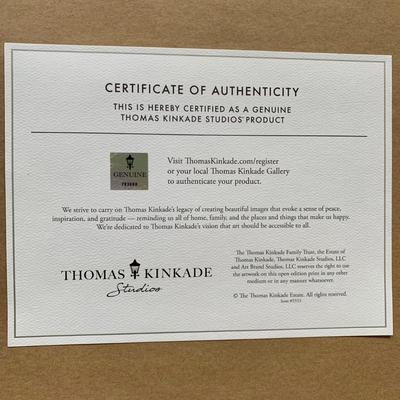 CERTIFICATE OF AUTHENTICITY
THIS IS HEREBY CERTIFIED AS A GENUINE
THOMAS KINKADE STUDIOS PRODUCT
GENUINE
Visit ThomasKinkade.com/register
or your local Thomas Kinkade Gallery
to authenticate your product.
We strive to carry on Thomas Kinkade's legacy of creating beautiful images that evoke a sense of peace,
inspiration, and gratitude — reminding us all of home, family, and the places and things that make us happy.
We're dedicated to Thomas Kinkade's vision that art should be accessible to all.
THOMAS KINKADE
Studios
The Thomas Kinkade Family Trust, the Estate of
Thomas Kinkade, Thomas Kinkade Studios, LLC
and Art Brand Studios, LLC reserves the right to use
the artwork on this open edition print in any other
medium or in any manner whatsoever.
© The Thomas Kinkade Estate. All rights reserved.